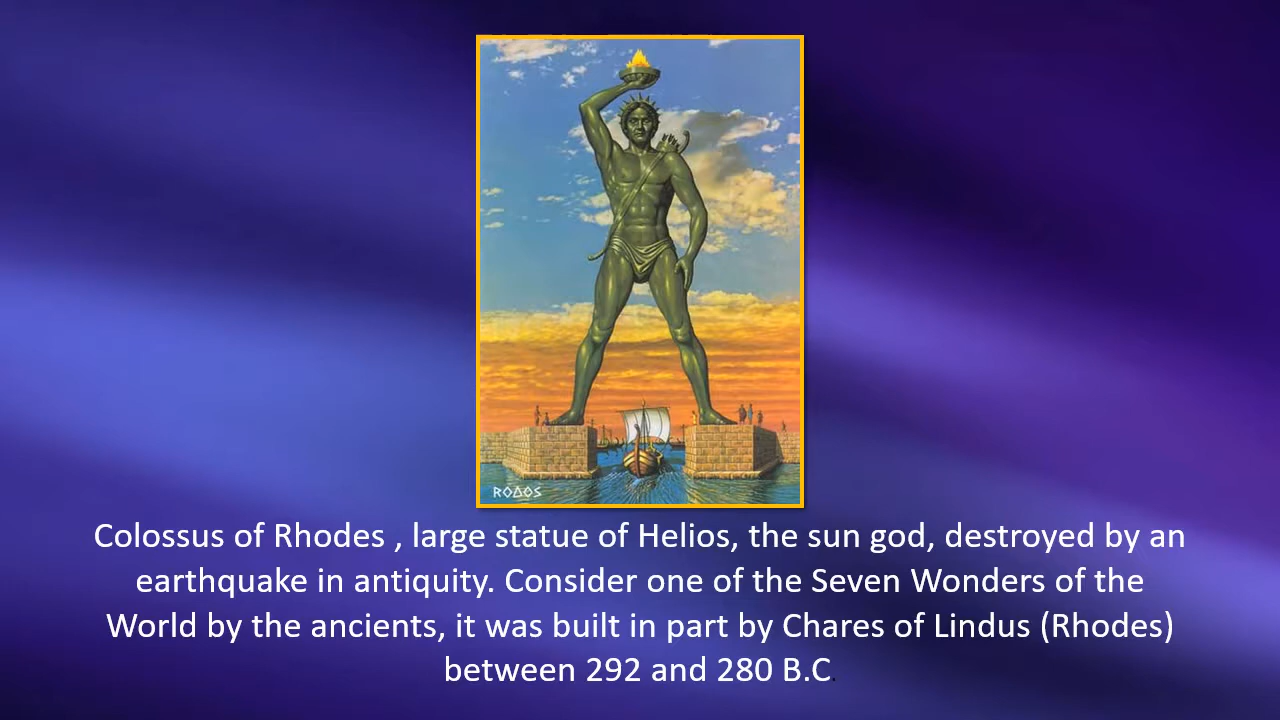 RODOS
Colossus of Rhodes , large statue of Helios, the sun god, destroyed by an
earthquake in antiquity. Consider one of the Seven Wonders of the
World by the ancients, it was built in part by Chares of Lindus (Rhodes)
between 292 and 280 B.C.